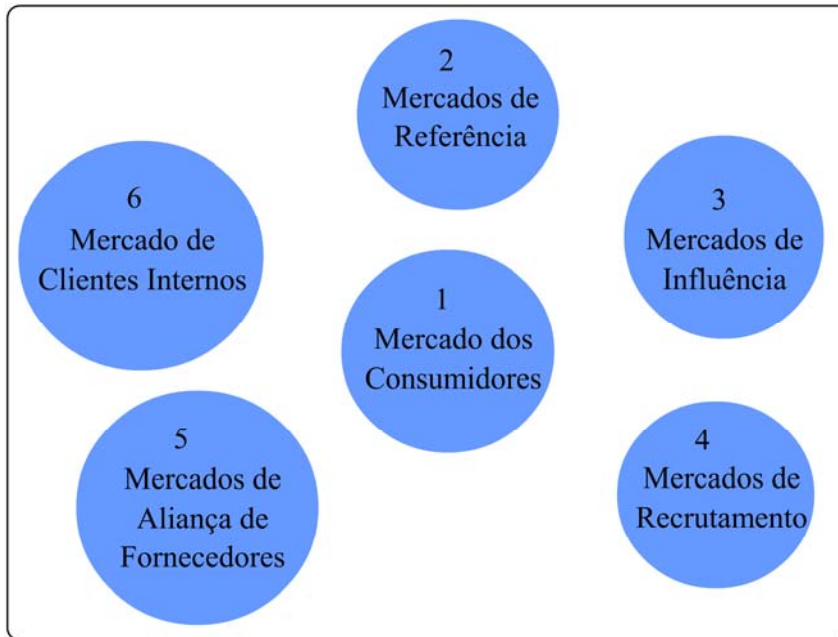 1
Mercado dos
Consumidores
2
Mercados de
Referência
3
Mercados de
Influência
4
Mercados de
Recrutamento
5
Mercados de
Aliança de
Fornecedores
6
Mercado de
Clientes Internos